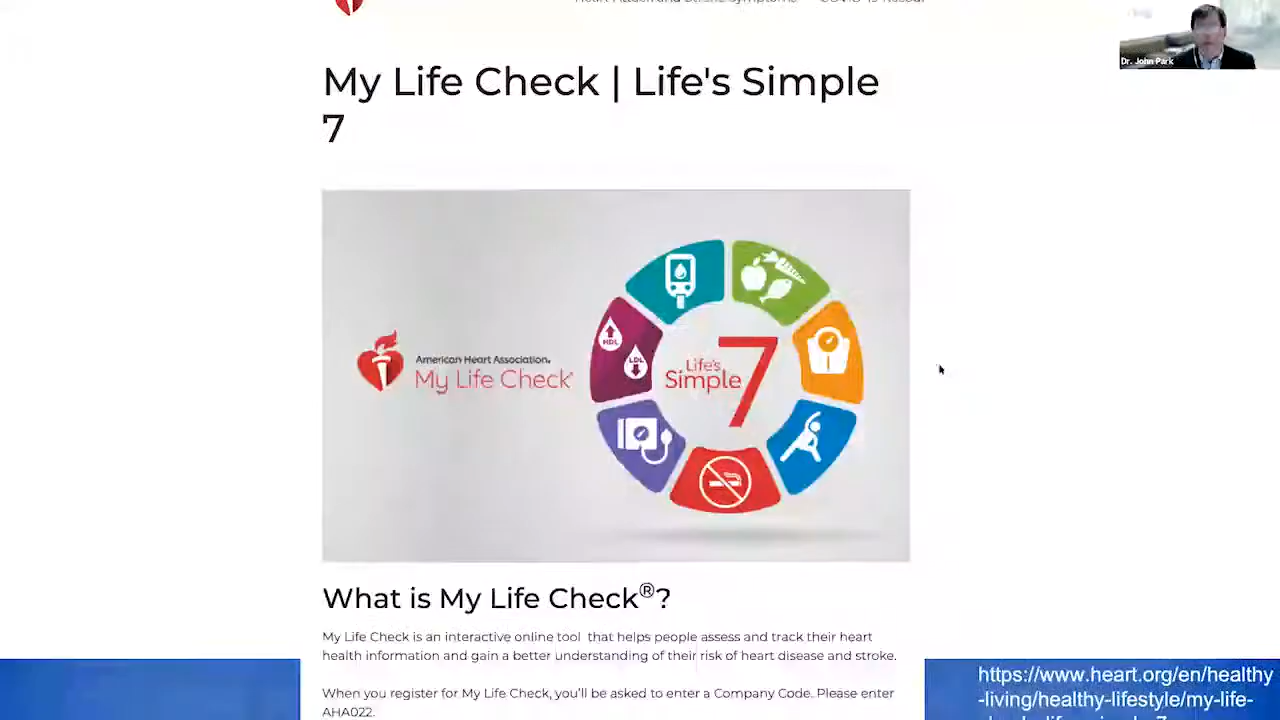 Dr. John Park
My Life Check | Life's Simple
7
American Heart Association.
My Life Check®
HDL
LDL
Life's
Simple 7
What is My Life Check®?
My Life Check is an interactive online tool that helps people assess and track their heart
health information and gain a better understanding of their risk of heart disease and stroke.
When you register for My Life Check, you'll be asked to enter a Company Code. Please enter
AHA022.
https://www.heart.org/en/healthy
-living/healthy-lifestyle/my-life-